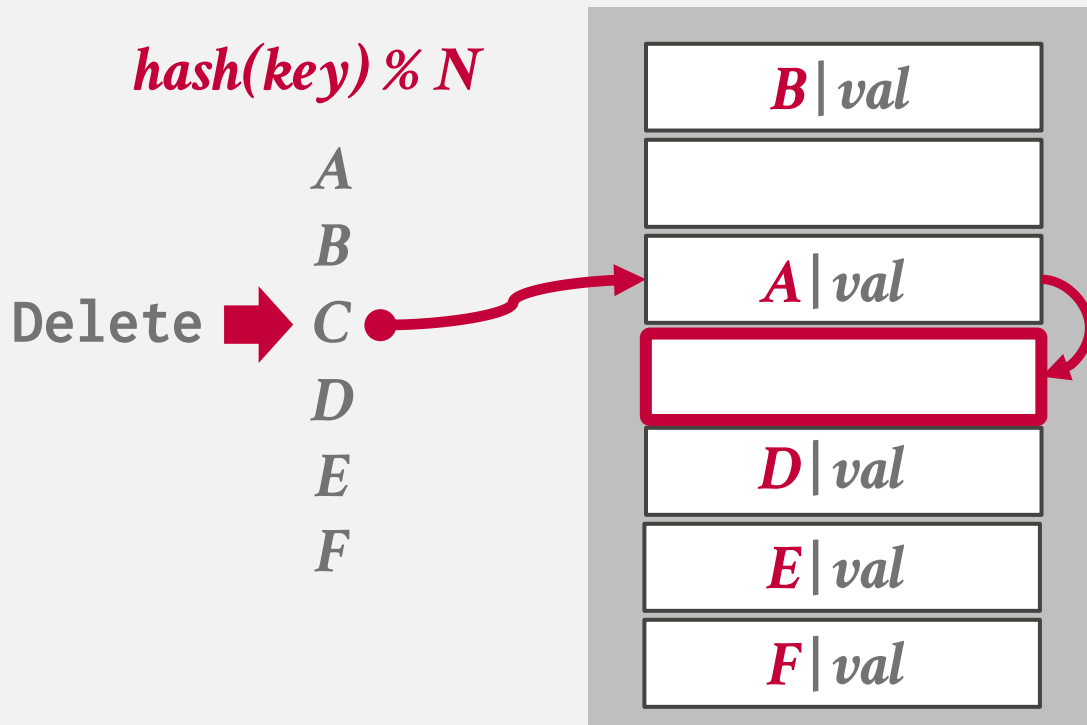 hash(key) % N
A
B
Delete C
D
E
F
B|val
A|val
D|val
E|val
F|val